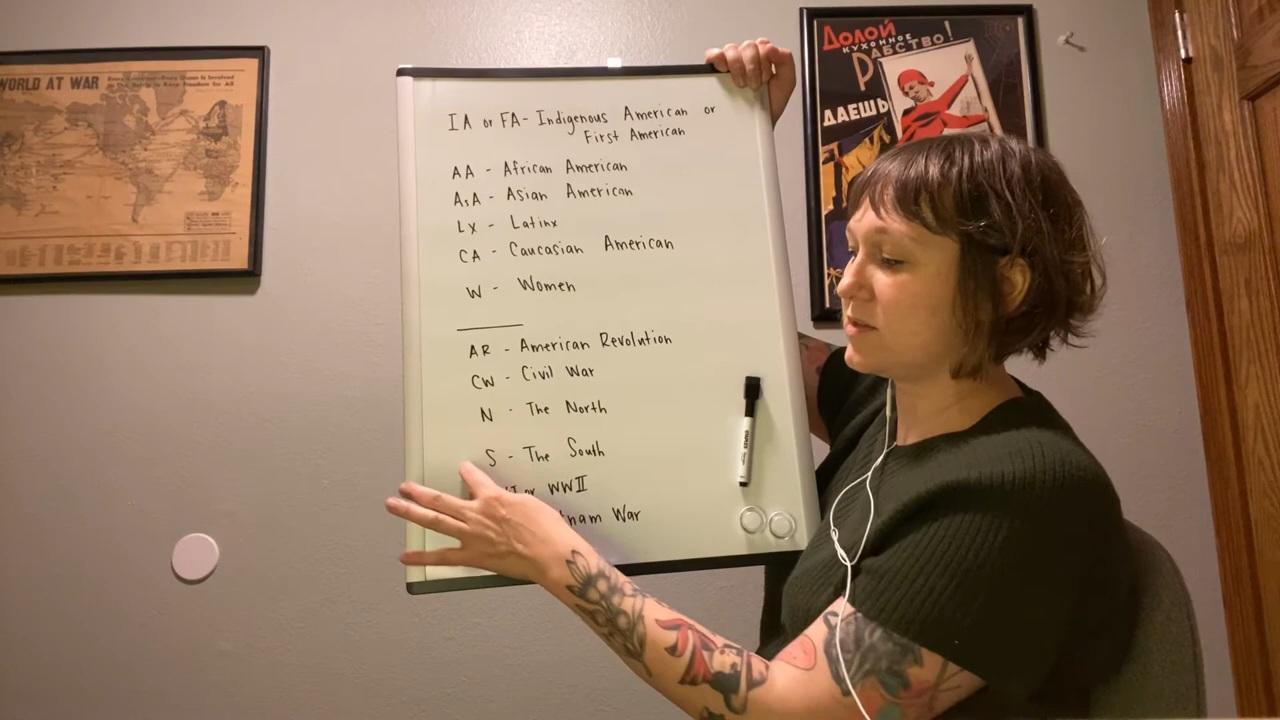 WORLD AT WAR
IA or FA- Indigenous American or
First American
AA - African American
AsA - Asian American
Lx - Latinx
CA - Caucasian American
W - Women
AR - American Revolution
CW - Civil War
N - The North
S - The South
or WWII
War
Долой
КУХОННОЕ
РАБСТВО!
ДАЕШЬ